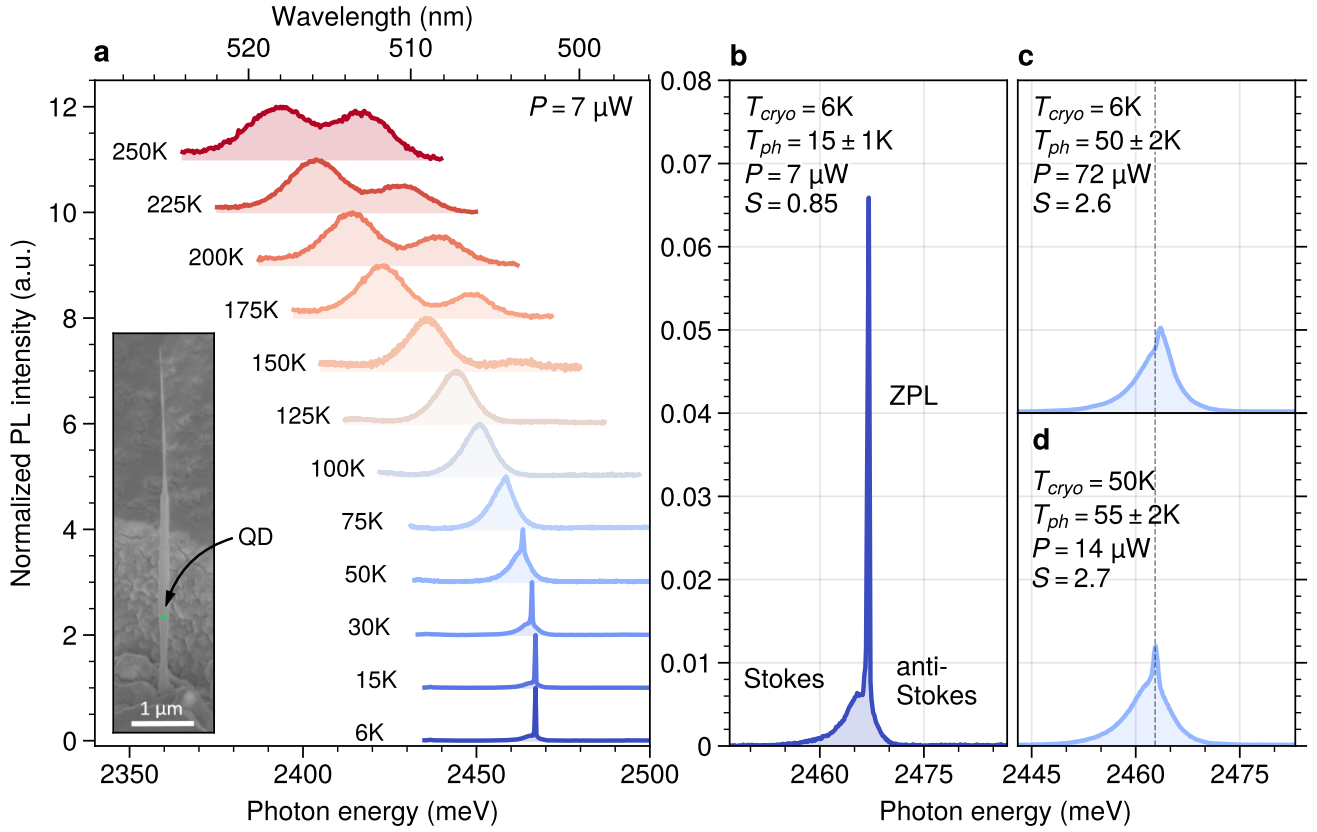 Wavelength (nm)
520 510 500
a
P = 7 µW
Normalized PL intensity (a.u.)
12
10
8
6
4
2
0
250K
225K
200K
175K
150K
125K
100K
75K
50K
30K
15K
6K
QD
1 µm
2350 2400 2450 2500
Photon energy (meV)
b
0.08
0.07
0.06
0.05
0.04
0.03
0.02
0.01
0
T_cryo = 6K
T_ph = 15 ± 1K
P = 7 µW
S = 0.85
ZPL
Stokes
anti-
Stokes
2460 2475
Photon energy (meV)
c
T_cryo = 6K
T_ph = 50 ± 2K
P = 72 µW
S = 2.6
d
T_cryo = 50K
T_ph = 55 ± 2K
P = 14 µW
S = 2.7
2445 2460 2475